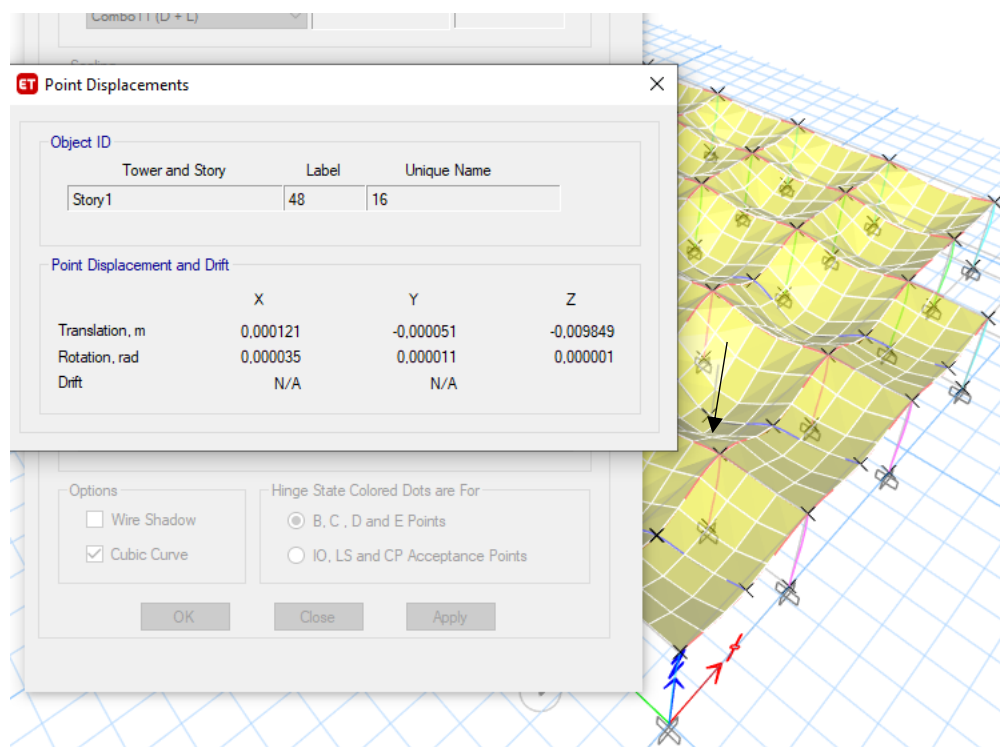 Combo11 (D + L)
ET Point Displacements
Object ID
Tower and Story Label Unique Name
Story1 48 16
Point Displacement and Drift
X Y Z
Translation, m 0,000121 -0,000051 -0,009849
Rotation, rad 0,000035 0,000011 0,000001
Drift N/A N/A
Options
Wire Shadow
Cubic Curve
Hinge State Colored Dots are For
B, C , D and E Points
IO, LS and CP Acceptance Points
OK Close Apply